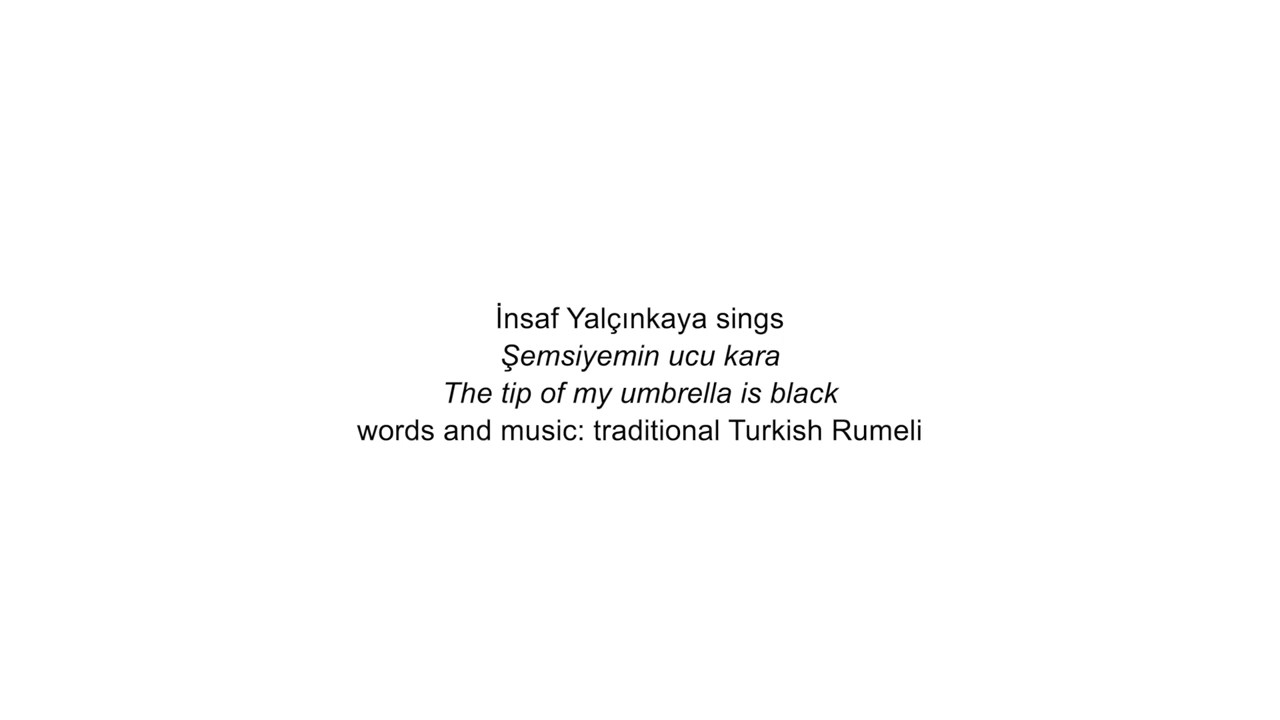 İnsaf Yalçınkaya sings
Şemsiyemin ucu kara
The tip of my umbrella is black
words and music: traditional Turkish Rumeli